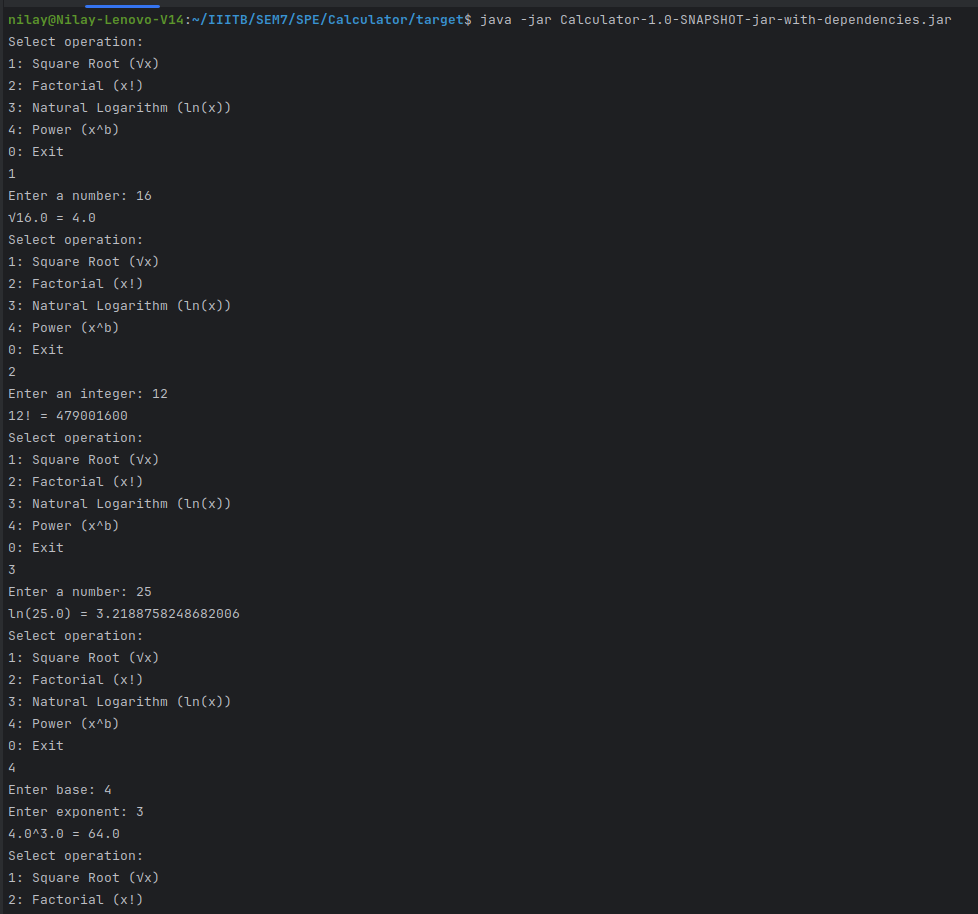 nilay@Nilay-Lenovo-V14:~/IIITB/SEM7/SPE/Calculator/target$ java -jar Calculator-1.0-SNAPSHOT-jar-with-dependencies.jar
Select operation:
1: Square Root (√x)
2: Factorial (x!)
3: Natural Logarithm (ln(x))
4: Power (x^b)
0: Exit
1
Enter a number: 16
√16.0 = 4.0
Select operation:
1: Square Root (√x)
2: Factorial (x!)
3: Natural Logarithm (ln(x))
4: Power (x^b)
0: Exit
2
Enter an integer: 12
12! = 479001600
Select operation:
1: Square Root (√x)
2: Factorial (x!)
3: Natural Logarithm (ln(x))
4: Power (x^b)
0: Exit
3
Enter a number: 25
ln(25.0) = 3.2188758248682006
Select operation:
1: Square Root (√x)
2: Factorial (x!)
3: Natural Logarithm (ln(x))
4: Power (x^b)
0: Exit
4
Enter base: 4
Enter exponent: 3
4.0^3.0 = 64.0
Select operation:
1: Square Root (√x)
2: Factorial (x!)